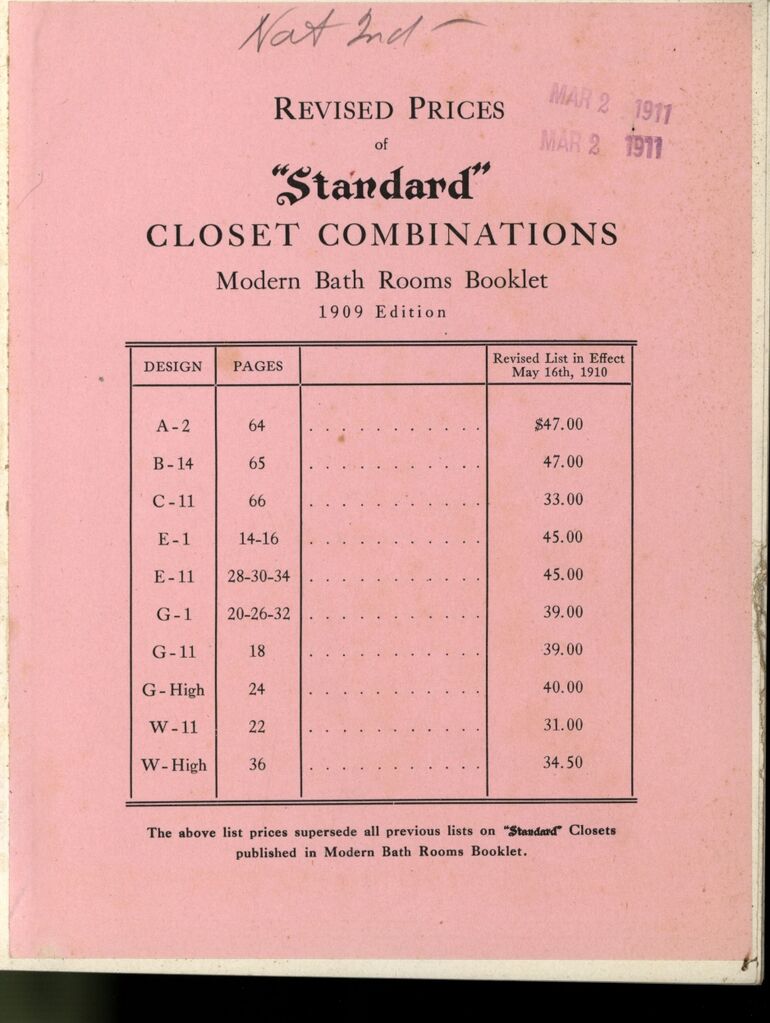 Nat Ind -
REVISED PRICES
MAR 2 1911
MAR 2 1911
of
"Standard"
CLOSET COMBINATIONS
Modern Bath Rooms Booklet
1909 Edition
DESIGN PAGES Revised List in Effect
May 16th, 1910
A-2 64 . . . . . . . . . . . $47.00
B-14 65 . . . . . . . . . . . 47.00
C-11 66 . . . . . . . . . . . 33.00
E-1 14-16 . . . . . . . . . . . 45.00
E-11 28-30-34 . . . . . . . . . . . 45.00
G-1 20-26-32 . . . . . . . . . . . 39.00
G-11 18 . . . . . . . . . . . 39.00
G-High 24 . . . . . . . . . . . 40.00
W-11 22 . . . . . . . . . . . 31.00
W-High 36 . . . . . . . . . . . 34.50
The above list prices supersede all previous lists on "Standard" Closets
published in Modern Bath Rooms Booklet.